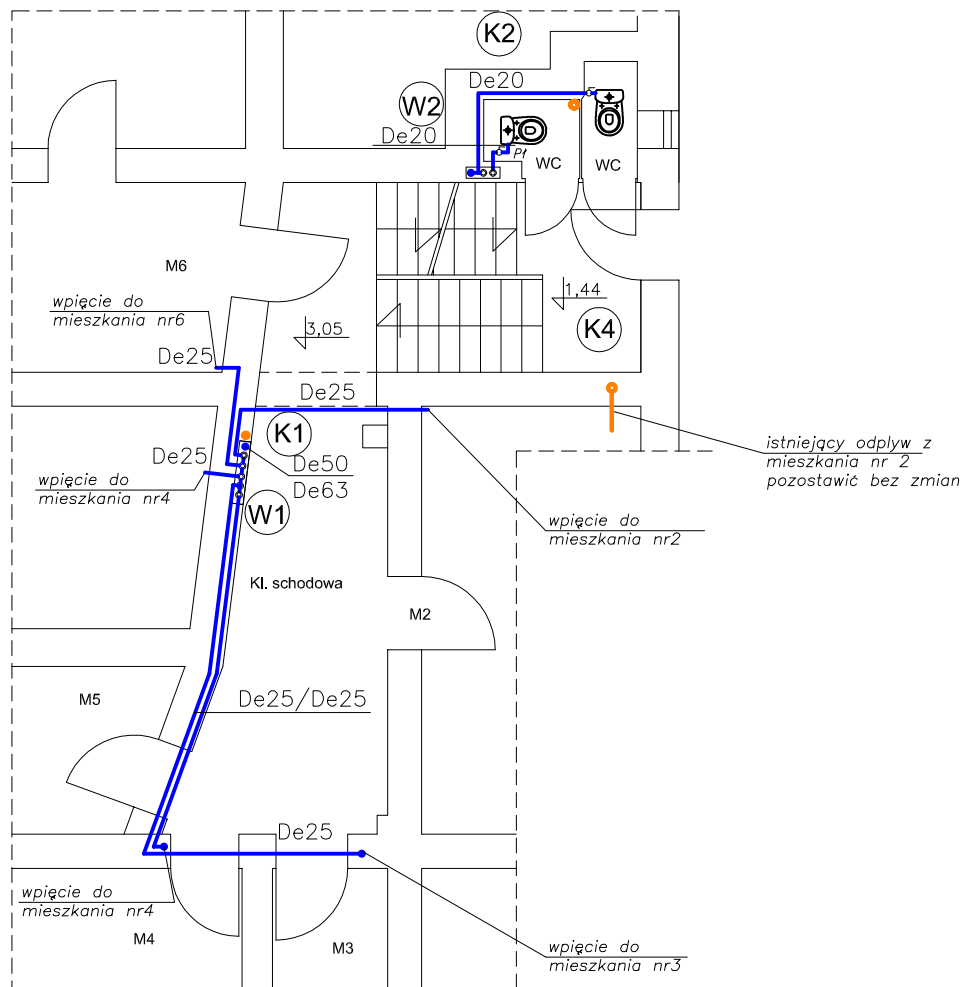 K2
De20
W2
De20
Pł
WC
WC
M6
wpięcie do
mieszkania nr6
1,44
3,05
K4
De25
De25
K1
De25
De50
De63
wpięcie do
mieszkania nr4
W1
istniejący odpływ z
mieszkania nr 2
pozostawić bez zmian
wpięcie do
mieszkania nr2
Kl. schodowa
M2
M5
De25/De25
De25
wpięcie do
mieszkania nr4
M4
M3
wpięcie do
mieszkania nr3